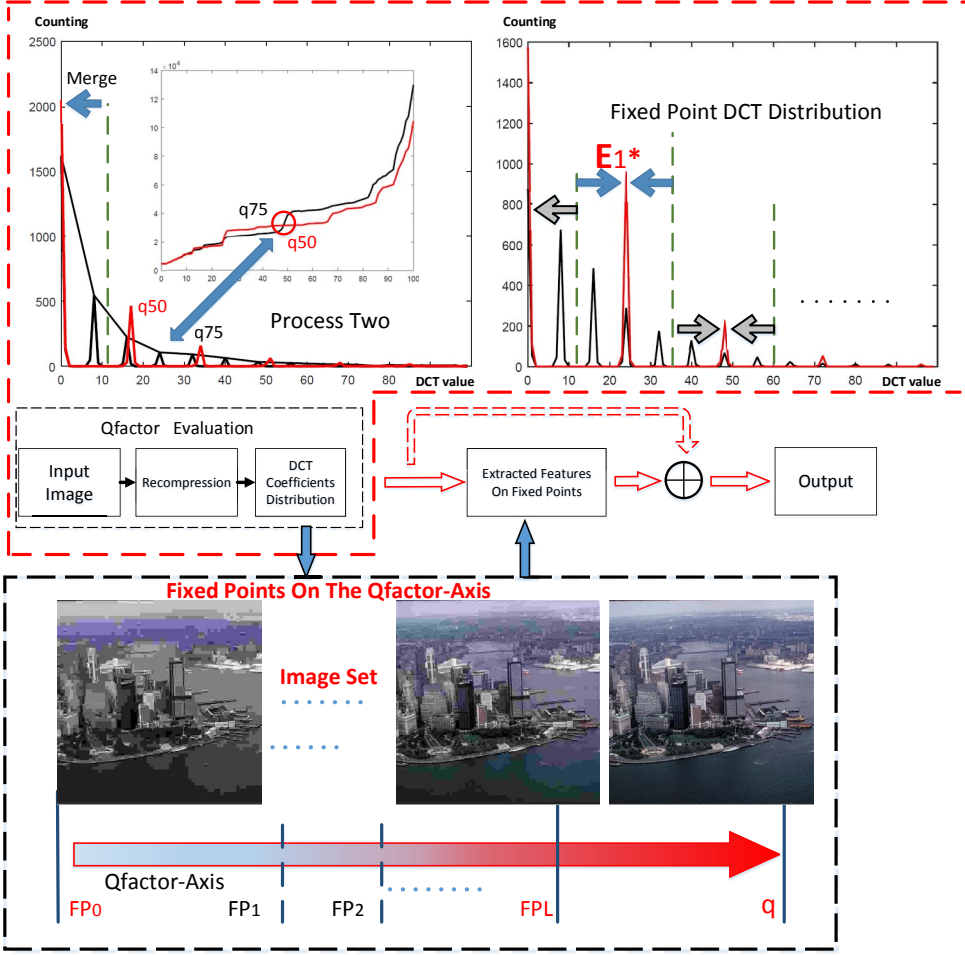 Counting
2500
2000
1500
1000
500
0
Merge
×10⁴
14
12
10
8
6
4
2
0
0 10 20 30 40 50 60 70 80 90 100
q75
q50
q50
q75
Process Two
0 10 20 30 40 50 60 70 80
DCT value
Counting
1600
1400
1200
1000
800
600
400
200
0
Fixed Point DCT Distribution
E1*
. . . . . . . .
0 10 20 30 40 50 60 70 80
DCT value
Qfactor Evaluation
Input
Image
Recompression
DCT
Coefficients
Distribution
Extracted Features
On Fixed Points
Output
Fixed Points On The Qfactor-Axis
Image Set
. . . . . . .
. . . . . .
Qfactor-Axis
. . . . . . . .
FP0 FP1 FP2 FPL q